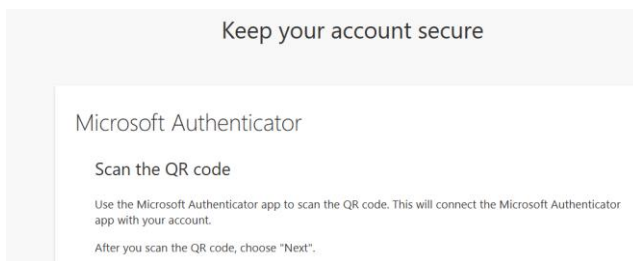 Keep your account secure
Microsoft Authenticator
Scan the QR code
Use the Microsoft Authenticator app to scan the QR code. This will connect the Microsoft Authenticator
app with your account.
After you scan the QR code, choose "Next".